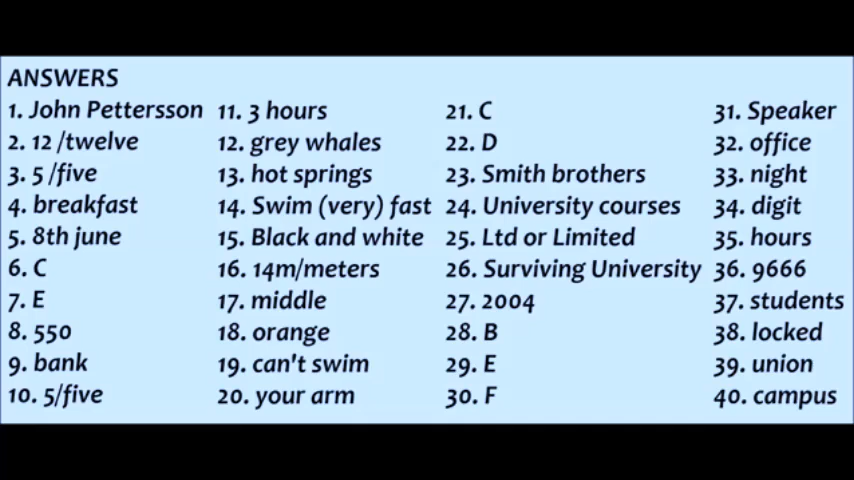 ANSWERS
1. John Pettersson
2. 12 /twelve
3. 5 /five
4. breakfast
5. 8th june
6. C
7. E
8. 550
9. bank
10. 5/five
11. 3 hours
12. grey whales
13. hot springs
14. Swim (very) fast
15. Black and white
16. 14m/meters
17. middle
18. orange
19. can't swim
20. your arm
21. C
22. D
23. Smith brothers
24. University courses
25. Ltd or Limited
26. Surviving University
27. 2004
28. B
29. E
30. F
31. Speaker
32. office
33. night
34. digit
35. hours
36. 9666
37. students
38. locked
39. union
40. campus